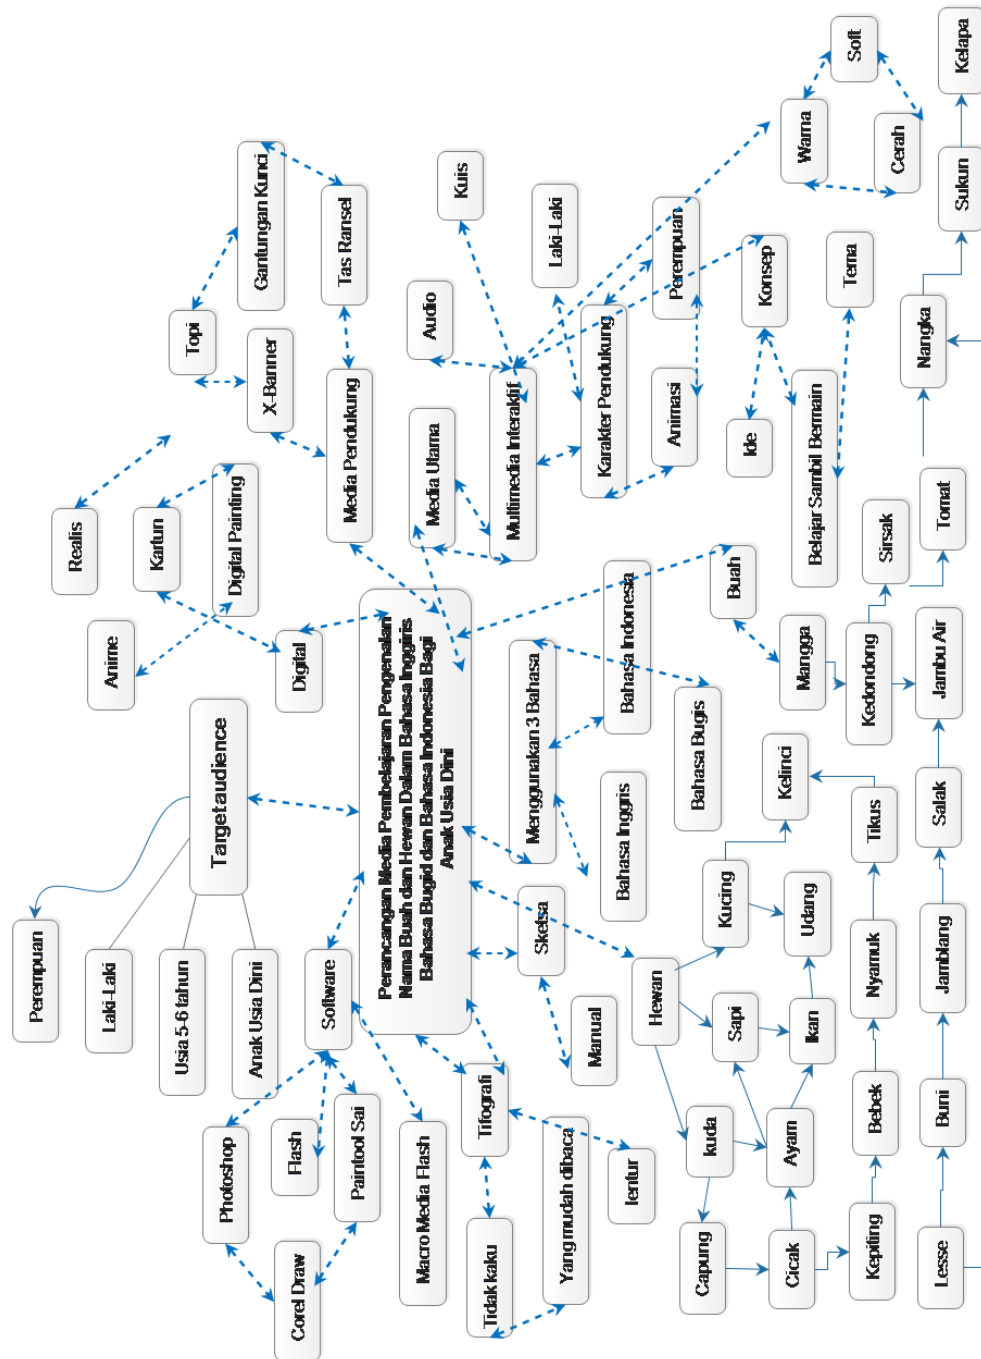 Perempuan
Laki-Laki
Usia 5-6 tahun
Anak Usia Dini
Target audience
Anime
Realis
Kartun
Digital Painting
Digital
Topi
Gantungan Kunci
X-Banner
Tas Ransel
Media Pendukung
Photoshop
Flash
Corel Draw
Paintool Sai
Software
Macro Media Flash
Perancangan Media Pembelajaran Pengenalan
Nama Buah dan Hewan Dalam Bahasa Inggiris
Bahasa Bugid dan Bahasa Indonesia Bagi
Anak Usia Dini
Media Utama
Audio
Kuis
Multimedia Interaktif
Laki-Laki
Karakter Pendukung
Perempuan
Animasi
Tifografi
Tidak kaku
Yang mudah dibaca
lentur
Sketsa
Manual
Menggunakan 3 Bahasa
Bahasa Inggris
Bahasa Indonesia
Bahasa Bugis
Konsep
Ide
Belajar Sambil Bermain
Tema
Warna
Soft
Cerah
Hewan
kuda
Sapi
Kucing
Capung
Cicak
Ayam
Ikan
Udang
Kelinci
Kepiting
Bebek
Nyamuk
Tikus
Buah
Mangga
Kedondong
Sirsak
Tomat
Nangka
Sukun
Kelapa
Lesse
Buni
Jamblang
Salak
Jambu Air